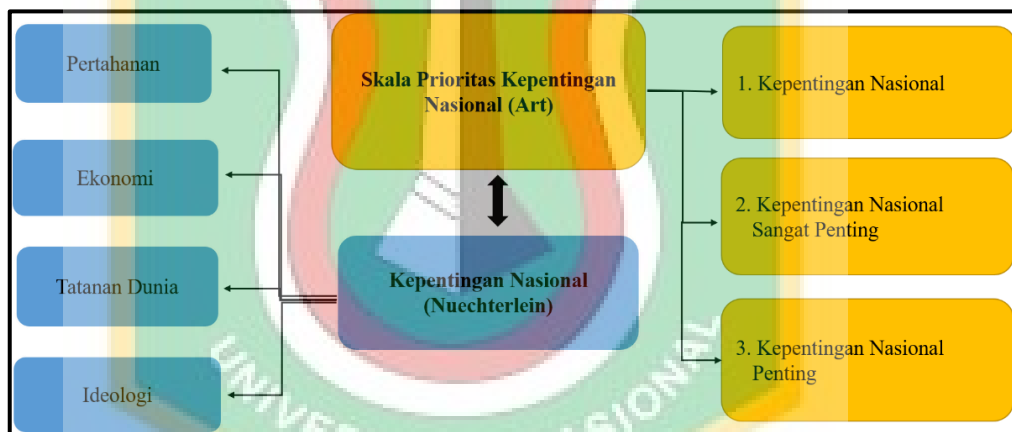 Pertahanan
Ekonomi
Tatanan Dunia
Ideologi
Skala Prioritas Kepentingan
Nasional (Art)
Kepentingan Nasional
(Nuechterlein)
1. Kepentingan Nasional
2. Kepentingan Nasional
Sangat Penting
3. Kepentingan Nasional
Penting